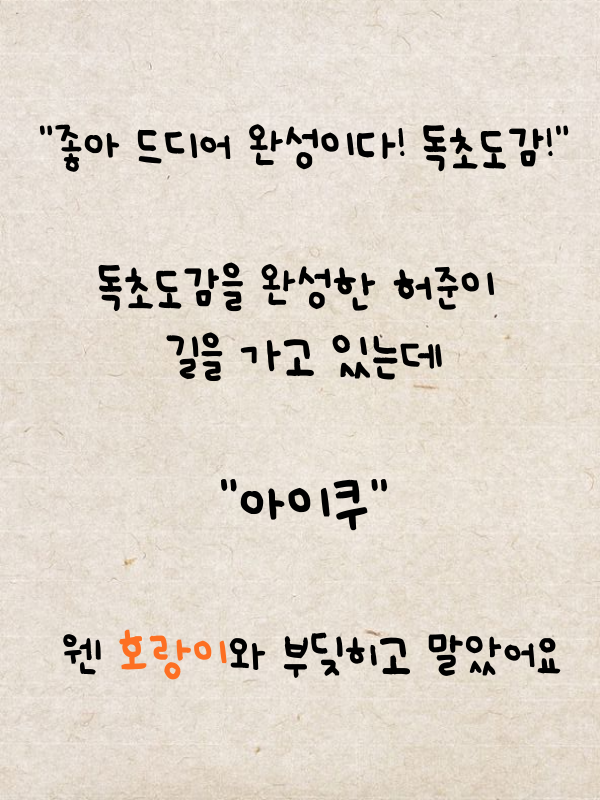 "좋아 드디어 완성이다! 독초도감!"
독초도감을 완성한 허준이
길을 가고 있는데
"아이쿠"
웬 호랑이와 부딪히고 말았어요